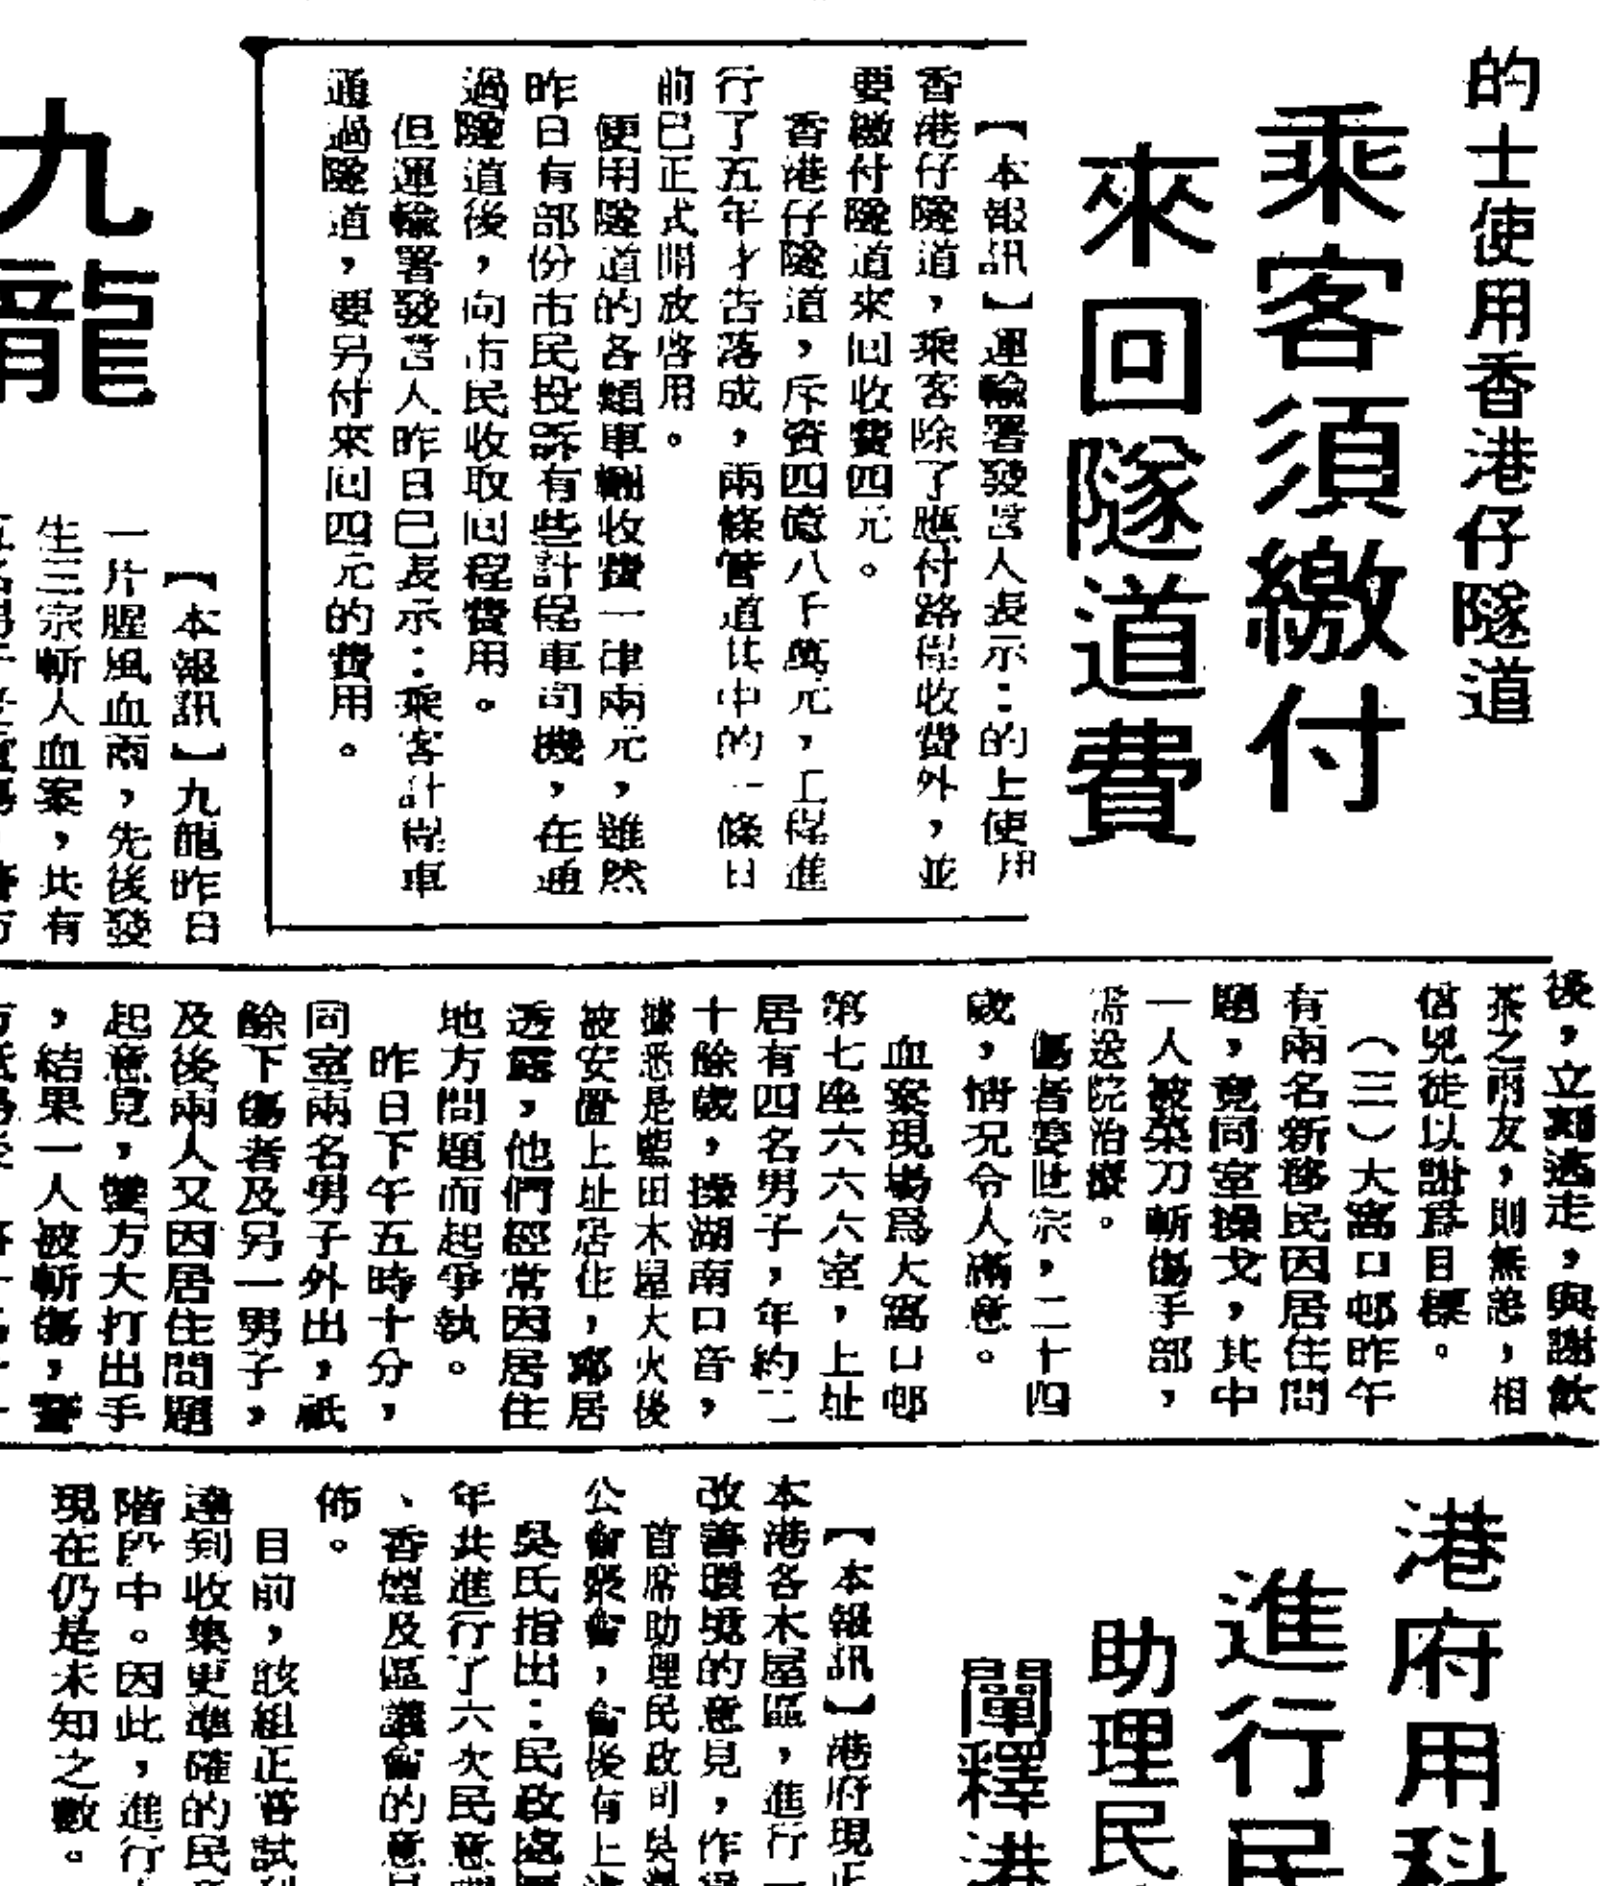 的士使用香港仔隧道
乘客須繳付
來回隧道費
【本報訊】運輸署發言人表示：的士使用
香港仔隧道，乘客除了應付路程收費外，並
要繳付隧道來回收費四元。
香港仔隧道，斥資四億八千萬元，工程進
行了五年才告落成，兩條管道其中的一條日
前已正式開放啓用。
使用隧道的各類車輛收費一律兩元，雖然
昨日有部份市民投訴有些計程車司機，在通
過隧道後，向市民收取回程費用。
但運輸署發言人昨日已表示：乘客計程車
通過隧道，要另付來回四元的費用。
九龍
【本報訊】九龍昨日
一片腥風血雨，先後發
生三宗斬人血案，共有
後，立刻逃走，與謝飲
茶之兩友，則無恙，相
信兇徒以謝爲目標。
（三）大窩口邨昨午
有兩名新移民因居住問
題，竟同室操戈，其中
一人被菜刀斬傷手部，
需送院治療。
傷者婁世宗，二十四
歲，情況令人滿意。
血案現場爲大窩口邨
第七座六六六室，上址
居有四名男子，年約二
十餘歲，操湖南口音，
據悉是藍田木屋大火後
被安置上址居住，鄰居
透露，他們經常因居住
地方問題而起爭執。
昨日下午五時十分，
同室兩名男子外出，祇
餘下傷者及另一男子，
及後兩人又因居住問題
起意見，雙方大打出手
，結果一人被斬傷，警
港府用科
進行民
助理民
闡釋港
【本報訊】港府現正
本港各木屋區，進行一
改善環境的意見，作
首席助理民政司吳
公會聚會，會後有上
吳氏指出：民政
年共進行了六次民意
、香煙及區議會的意見
佈。
目前，該組正嘗試
達到收集更準確的民
階段中。因此，進行
現在仍是未知之數。